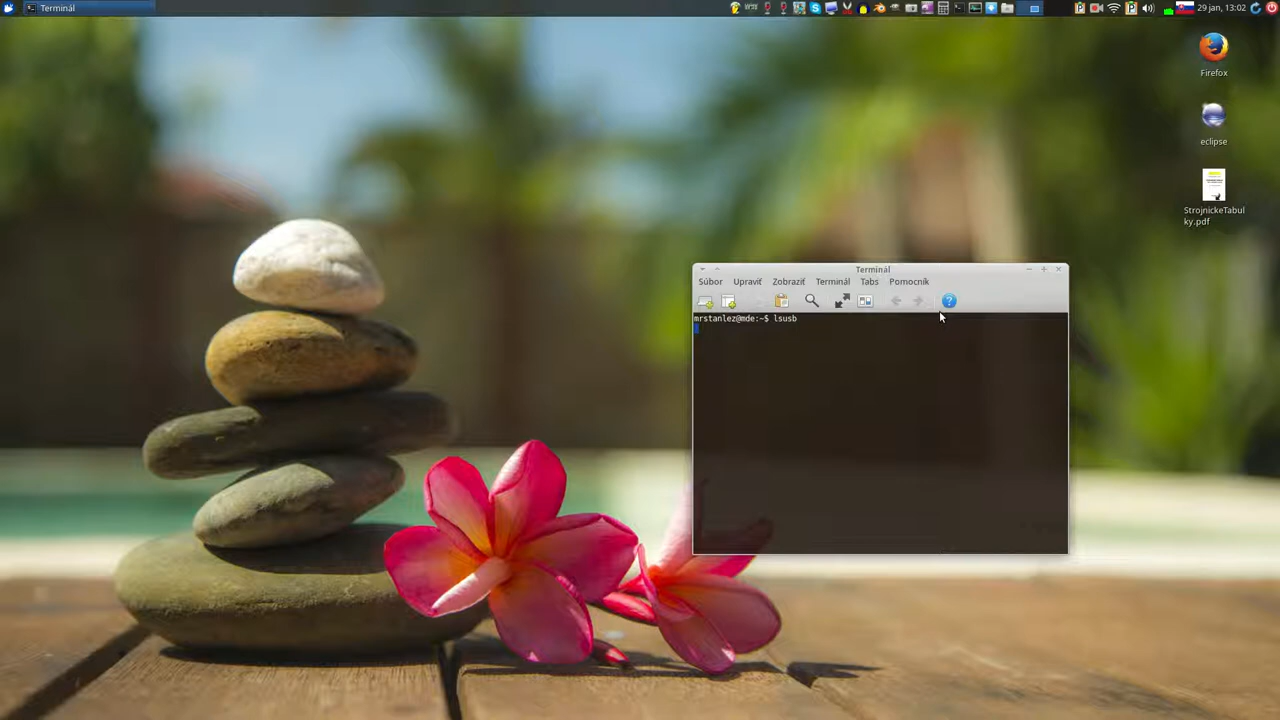 Terminál
29 jan, 13:02
Firefox
eclipse
StrojnickeTabul
ky.pdf
Terminál
Súbor Upraviť Zobraziť Terminál Tabs Pomocník
mrstanlez@mde:~$ lsusb